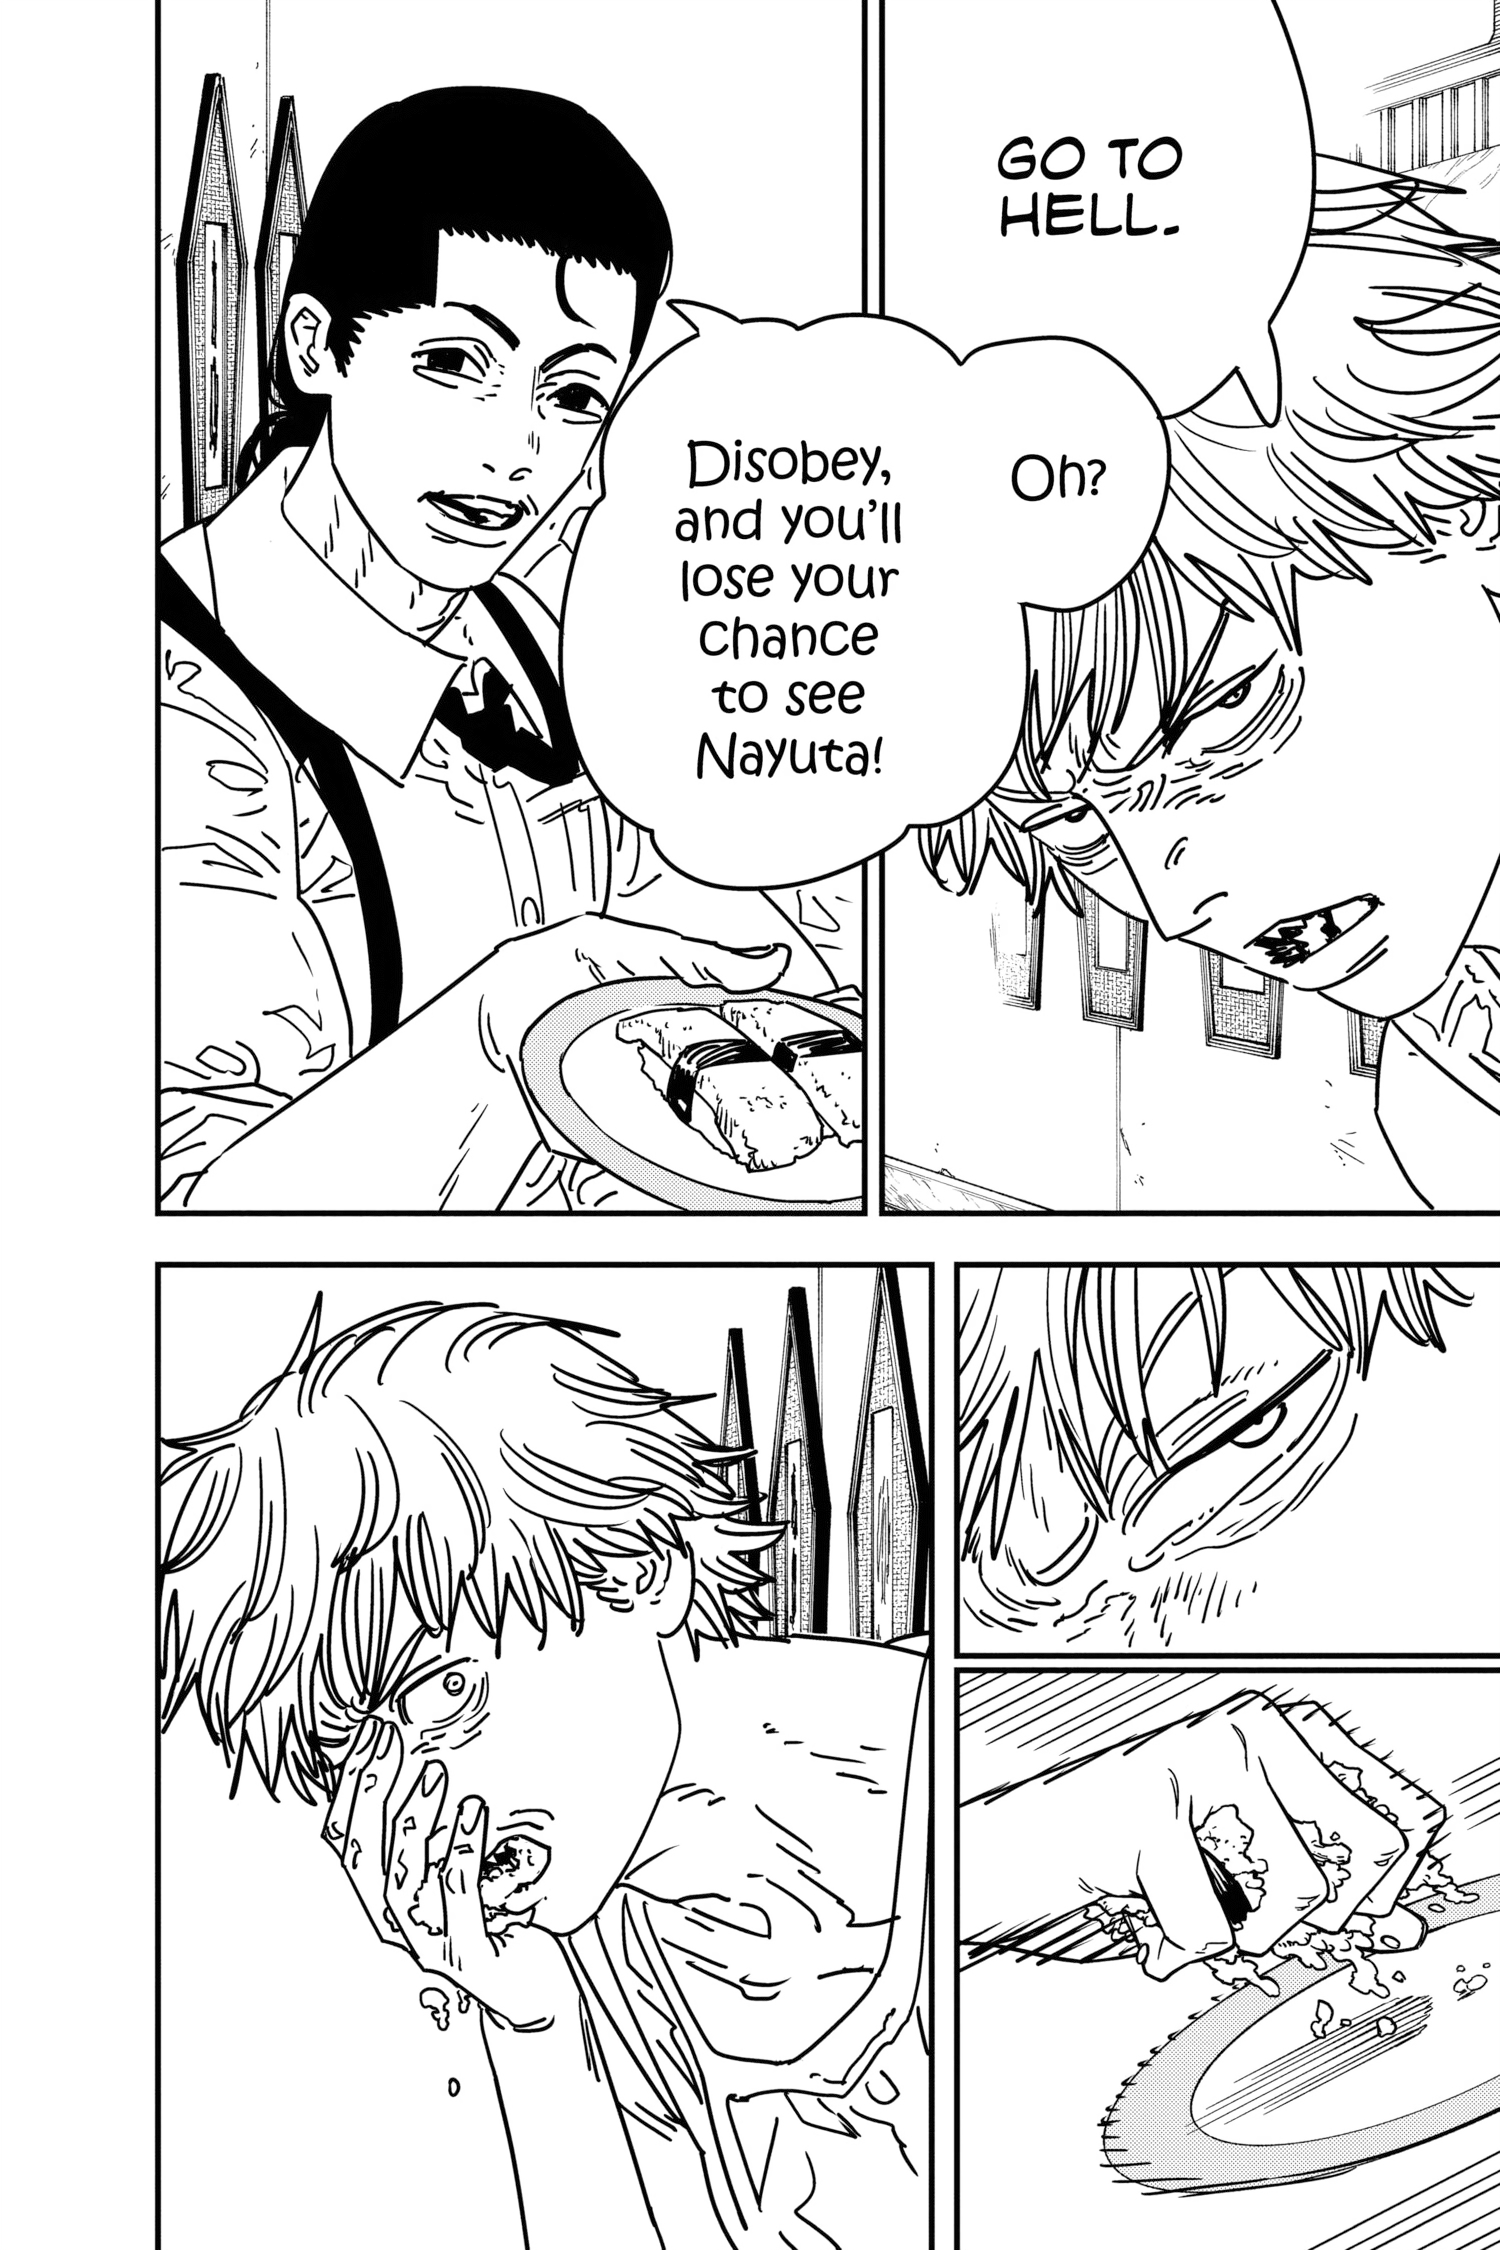 GO TO
HELL.
Oh?
Disobey,
and you'll
lose your
chance
to see
Nayuta!